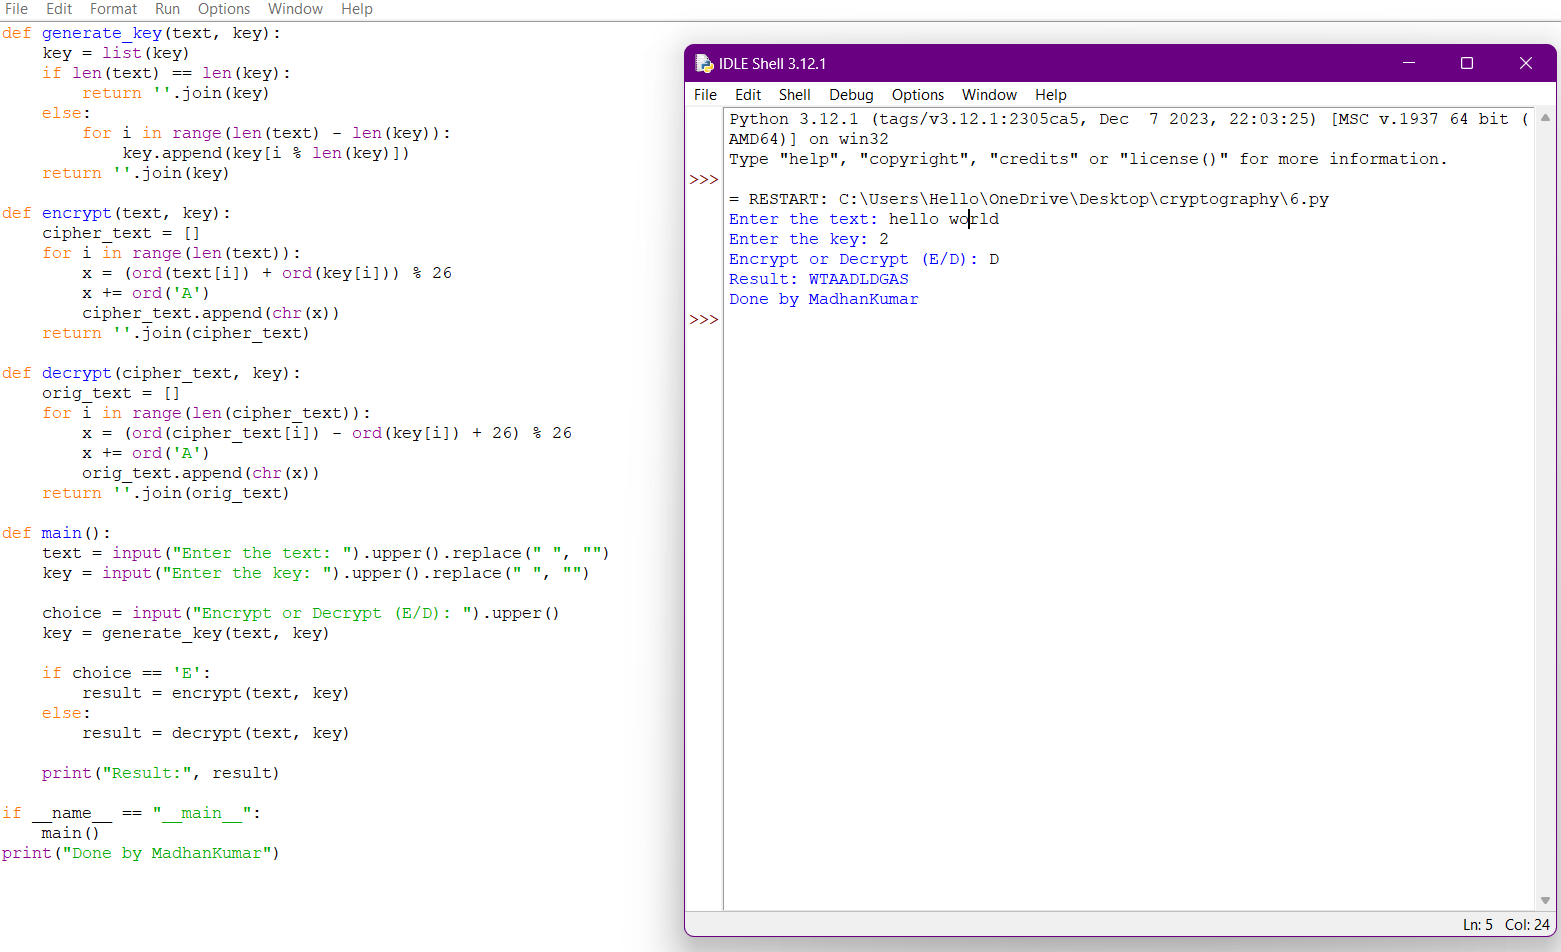 File Edit Format Run Options Window Help
def generate_key(text, key):
    key = list(key)
    if len(text) == len(key):
        return ''.join(key)
    else:
        for i in range(len(text) - len(key)):
            key.append(key[i % len(key)])
    return ''.join(key)

def encrypt(text, key):
    cipher_text = []
    for i in range(len(text)):
        x = (ord(text[i]) + ord(key[i])) % 26
        x += ord('A')
        cipher_text.append(chr(x))
    return ''.join(cipher_text)

def decrypt(cipher_text, key):
    orig_text = []
    for i in range(len(cipher_text)):
        x = (ord(cipher_text[i]) - ord(key[i]) + 26) % 26
        x += ord('A')
        orig_text.append(chr(x))
    return ''.join(orig_text)

def main():
    text = input("Enter the text: ").upper().replace(" ", "")
    key = input("Enter the key: ").upper().replace(" ", "")

    choice = input("Encrypt or Decrypt (E/D): ").upper()
    key = generate_key(text, key)

    if choice == 'E':
        result = encrypt(text, key)
    else:
        result = decrypt(text, key)

    print("Result:", result)

if __name__ == "__main__":
    main()
print("Done by MadhanKumar")
IDLE Shell 3.12.1
File Edit Shell Debug Options Window Help
Python 3.12.1 (tags/v3.12.1:2305ca5, Dec  7 2023, 22:03:25) [MSC v.1937 64 bit (
AMD64)] on win32
Type "help", "copyright", "credits" or "license()" for more information.
>>>
= RESTART: C:\Users\Hello\OneDrive\Desktop\cryptography\6.py
Enter the text: hello world
Enter the key: 2
Encrypt or Decrypt (E/D): D
Result: WTAADLDGAS
Done by MadhanKumar
>>>
Ln: 5 Col: 24